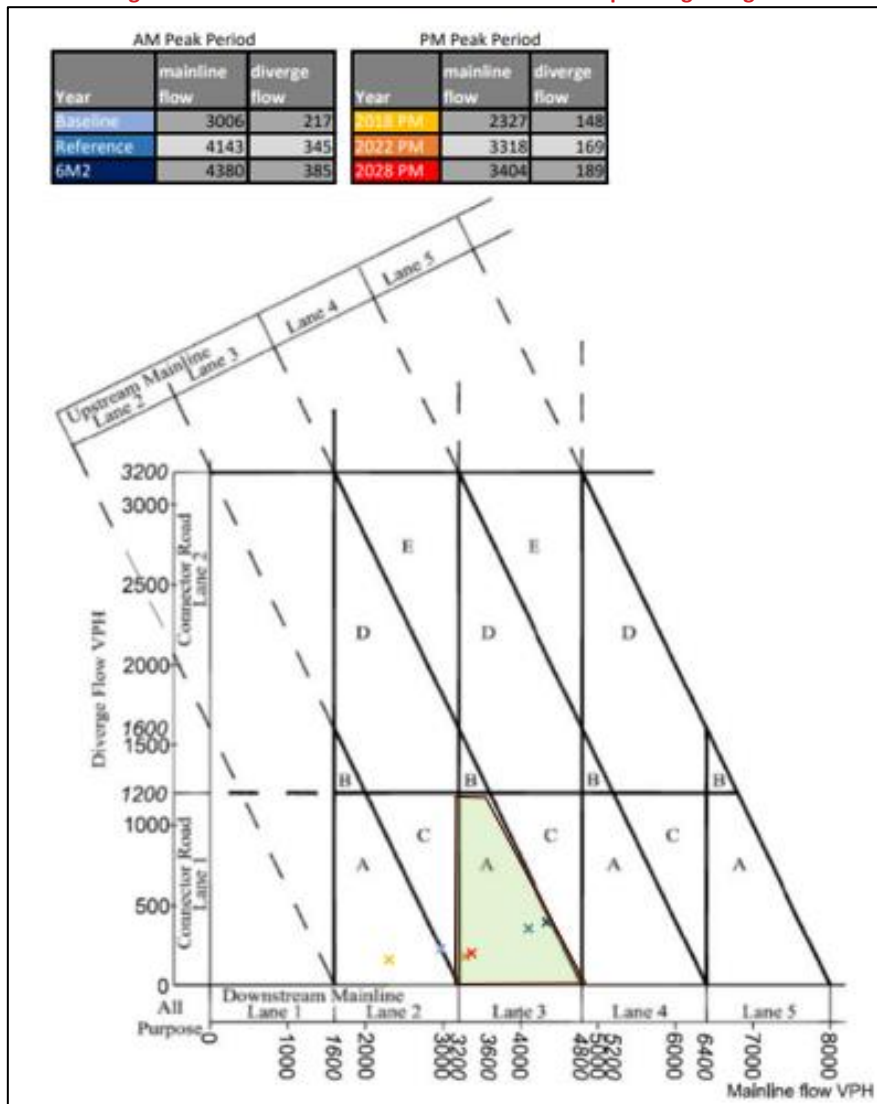 AM Peak Period PM Peak Period
Year mainline flow diverge flow Year mainline flow diverge flow
Baseline 3006 217 2018 PM 2327 148
Reference 4143 345 2022 PM 3318 169
6M2 4380 385 2028 PM 3404 189
Upstream Mainline
Lane 2 Lane 3 Lane 4 Lane 5
3200
3000
E E
Connector Road
Lane 2
2500
D D D
2000
Diverge Flow VPH
1600
1500
B B B B
1200
1000
Connector Road
Lane 1
A C A C A C A
500
0
All Purpose
Downstream Mainline
Lane 1 Lane 2 Lane 3 Lane 4 Lane 5
0 1000 1600 2000 3000 3200 3600 4000 4800 5000 5200 6000 6400 7000 8000
Mainline flow VPH